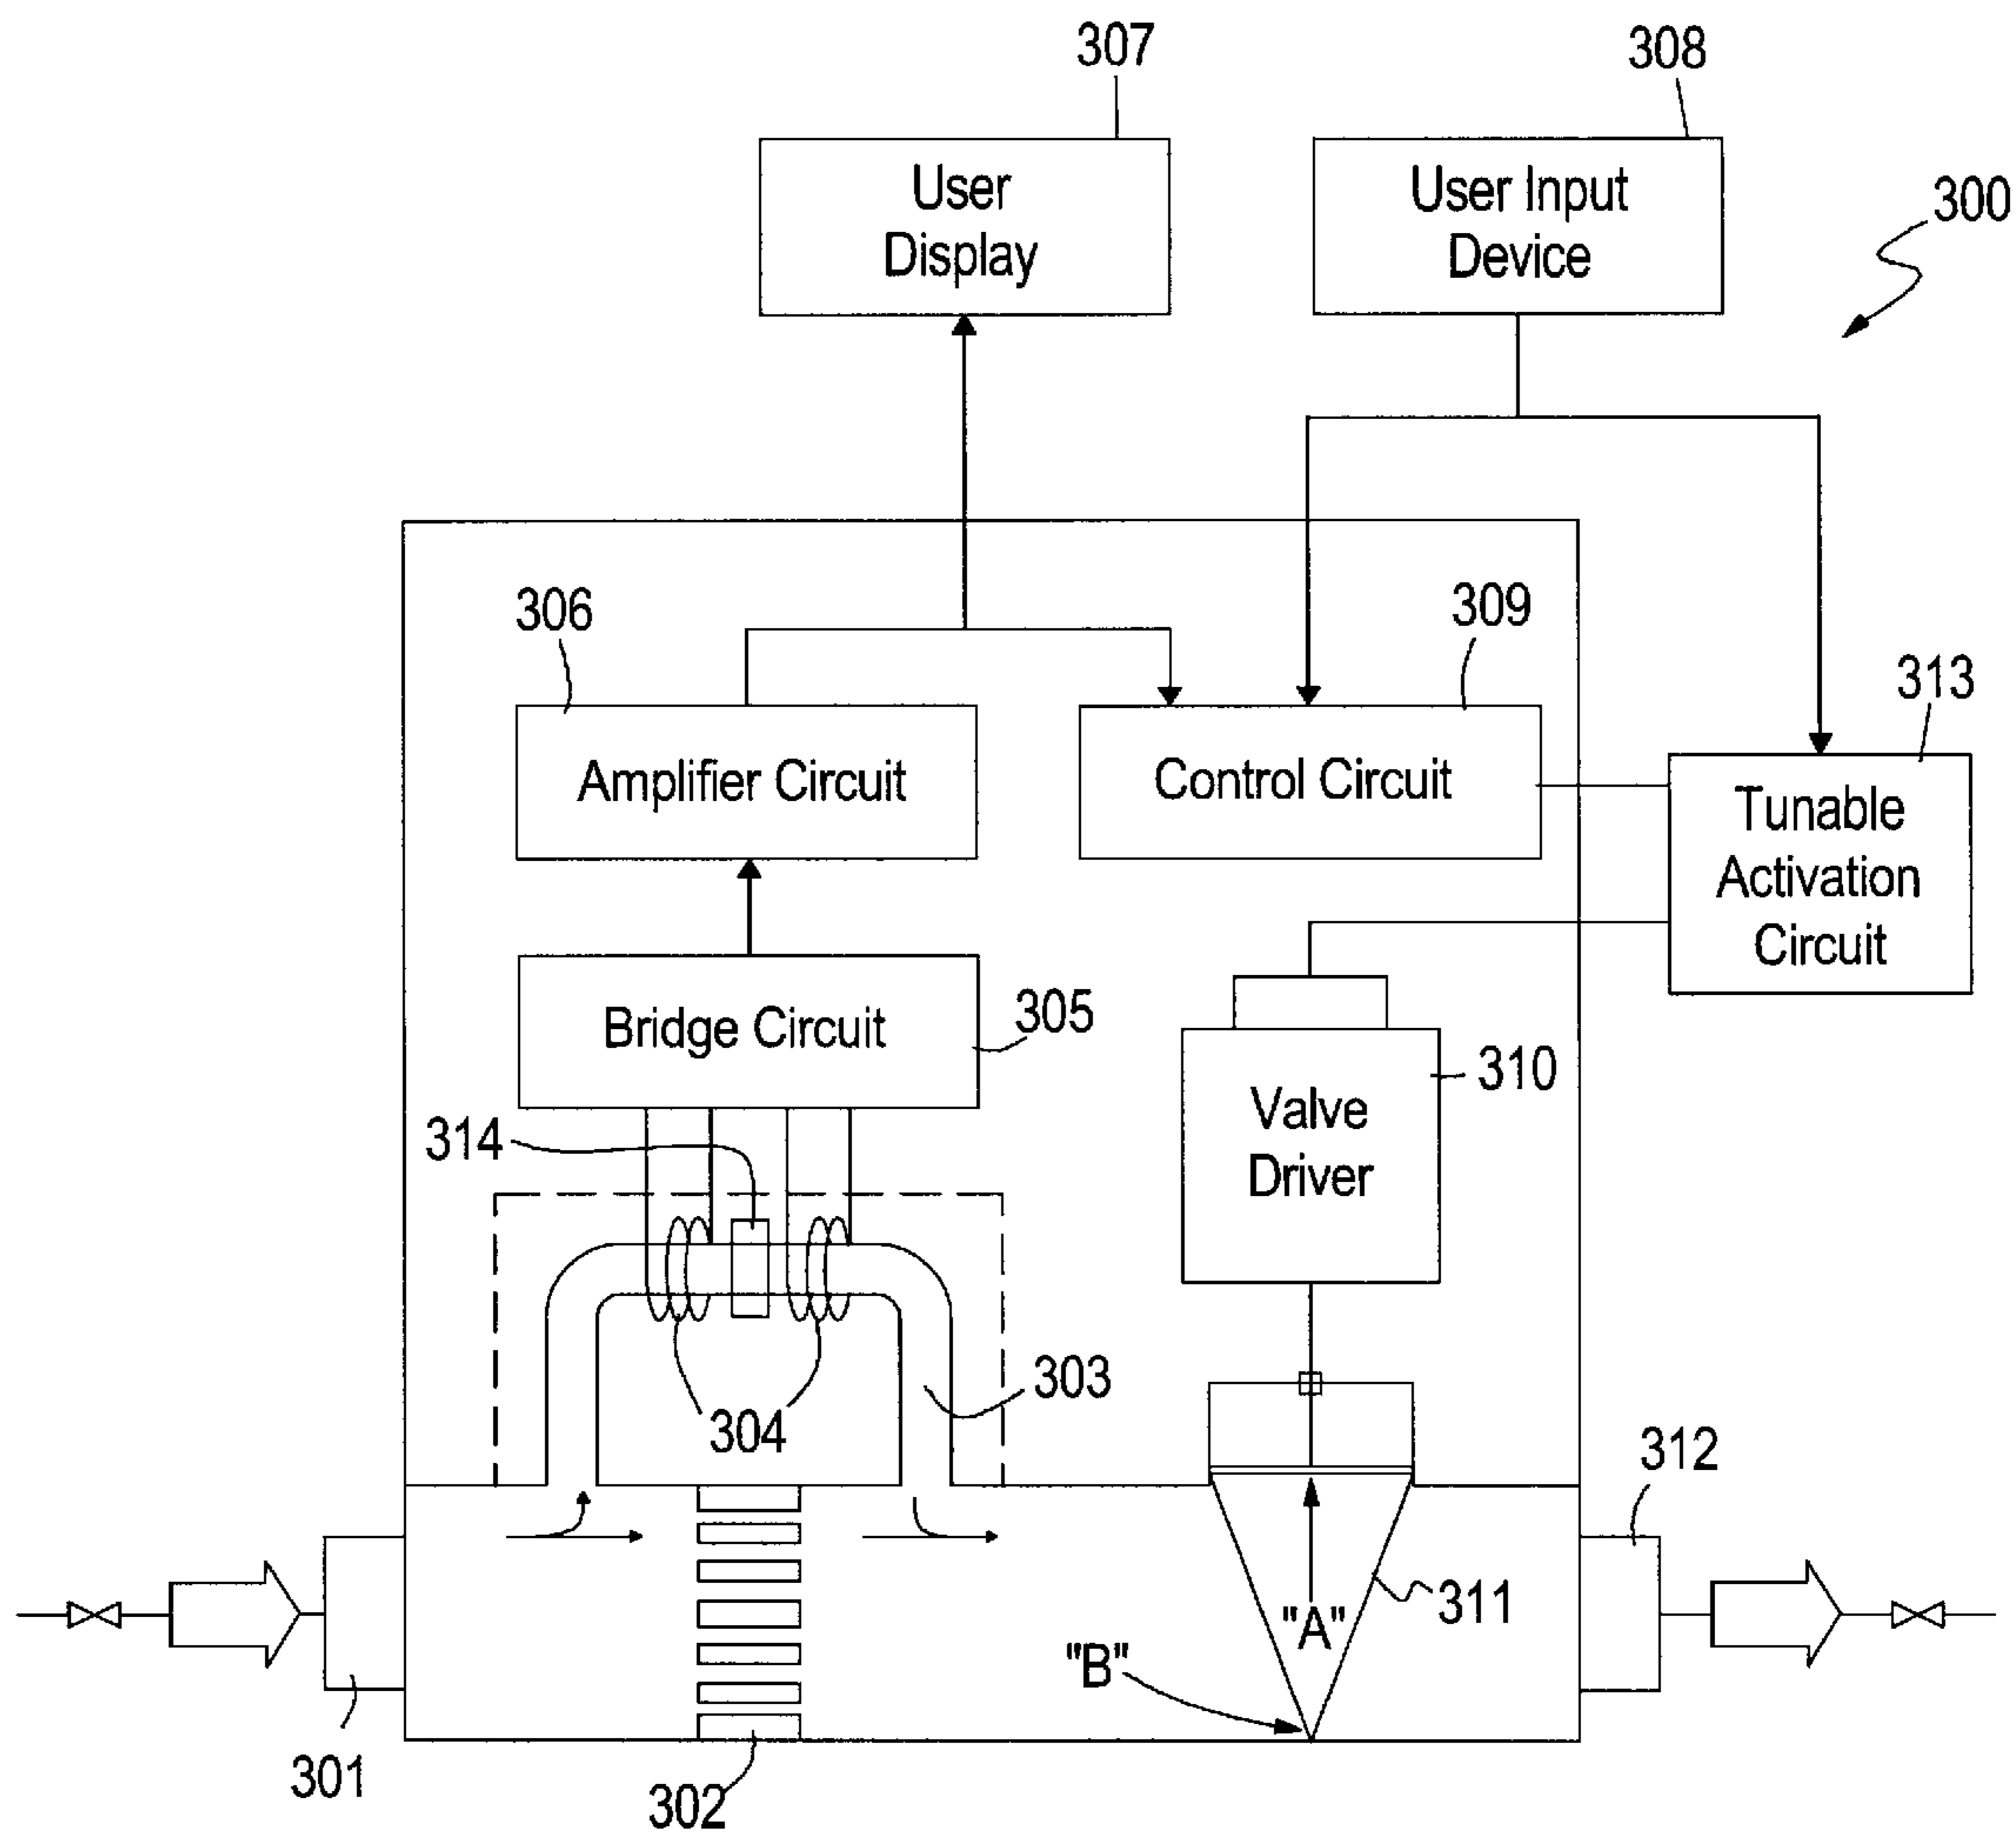 307
308
User
Display
User Input
Device
300
306
309
313
Amplifier Circuit
Control Circuit
Tunable
Activation
Circuit
Bridge Circuit
305
310
Valve
Driver
314
303
304
312
"A"
311
"B"
301
302